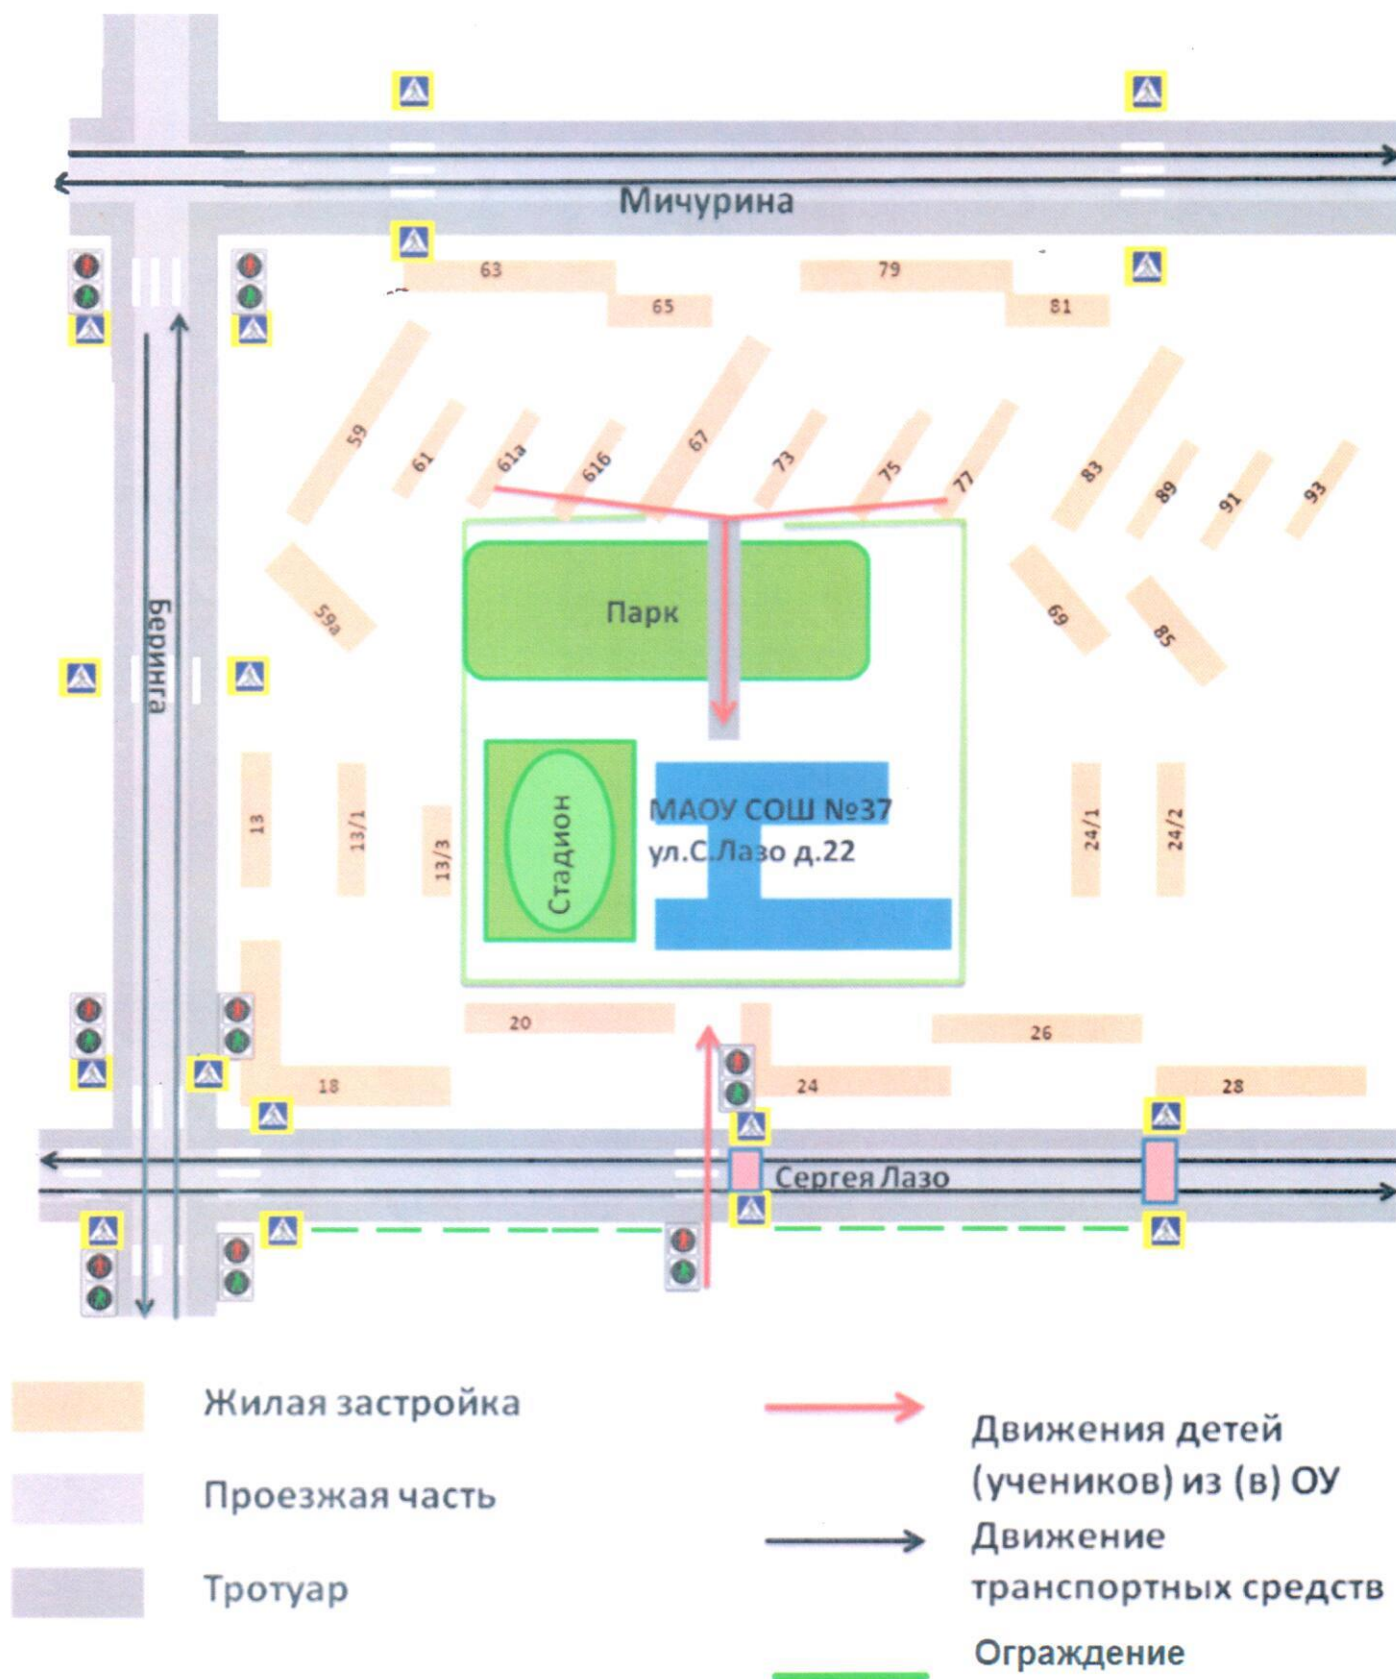 Мичурина
63
79
65
81
59
61
61а
61б
67
73
75
77
83
89
91
93
59а
Парк
69
85
Беринга
13
13/1
13/3
Стадион
МАОУ СОШ №37
ул.С.Лазо д.22
24/1
24/2
20
26
18
24
28
Сергея Лазо
Жилая застройка
Проезжая часть
Тротуар
Движения детей
(учеников) из (в) ОУ
Движение
транспортных средств
Ограждение